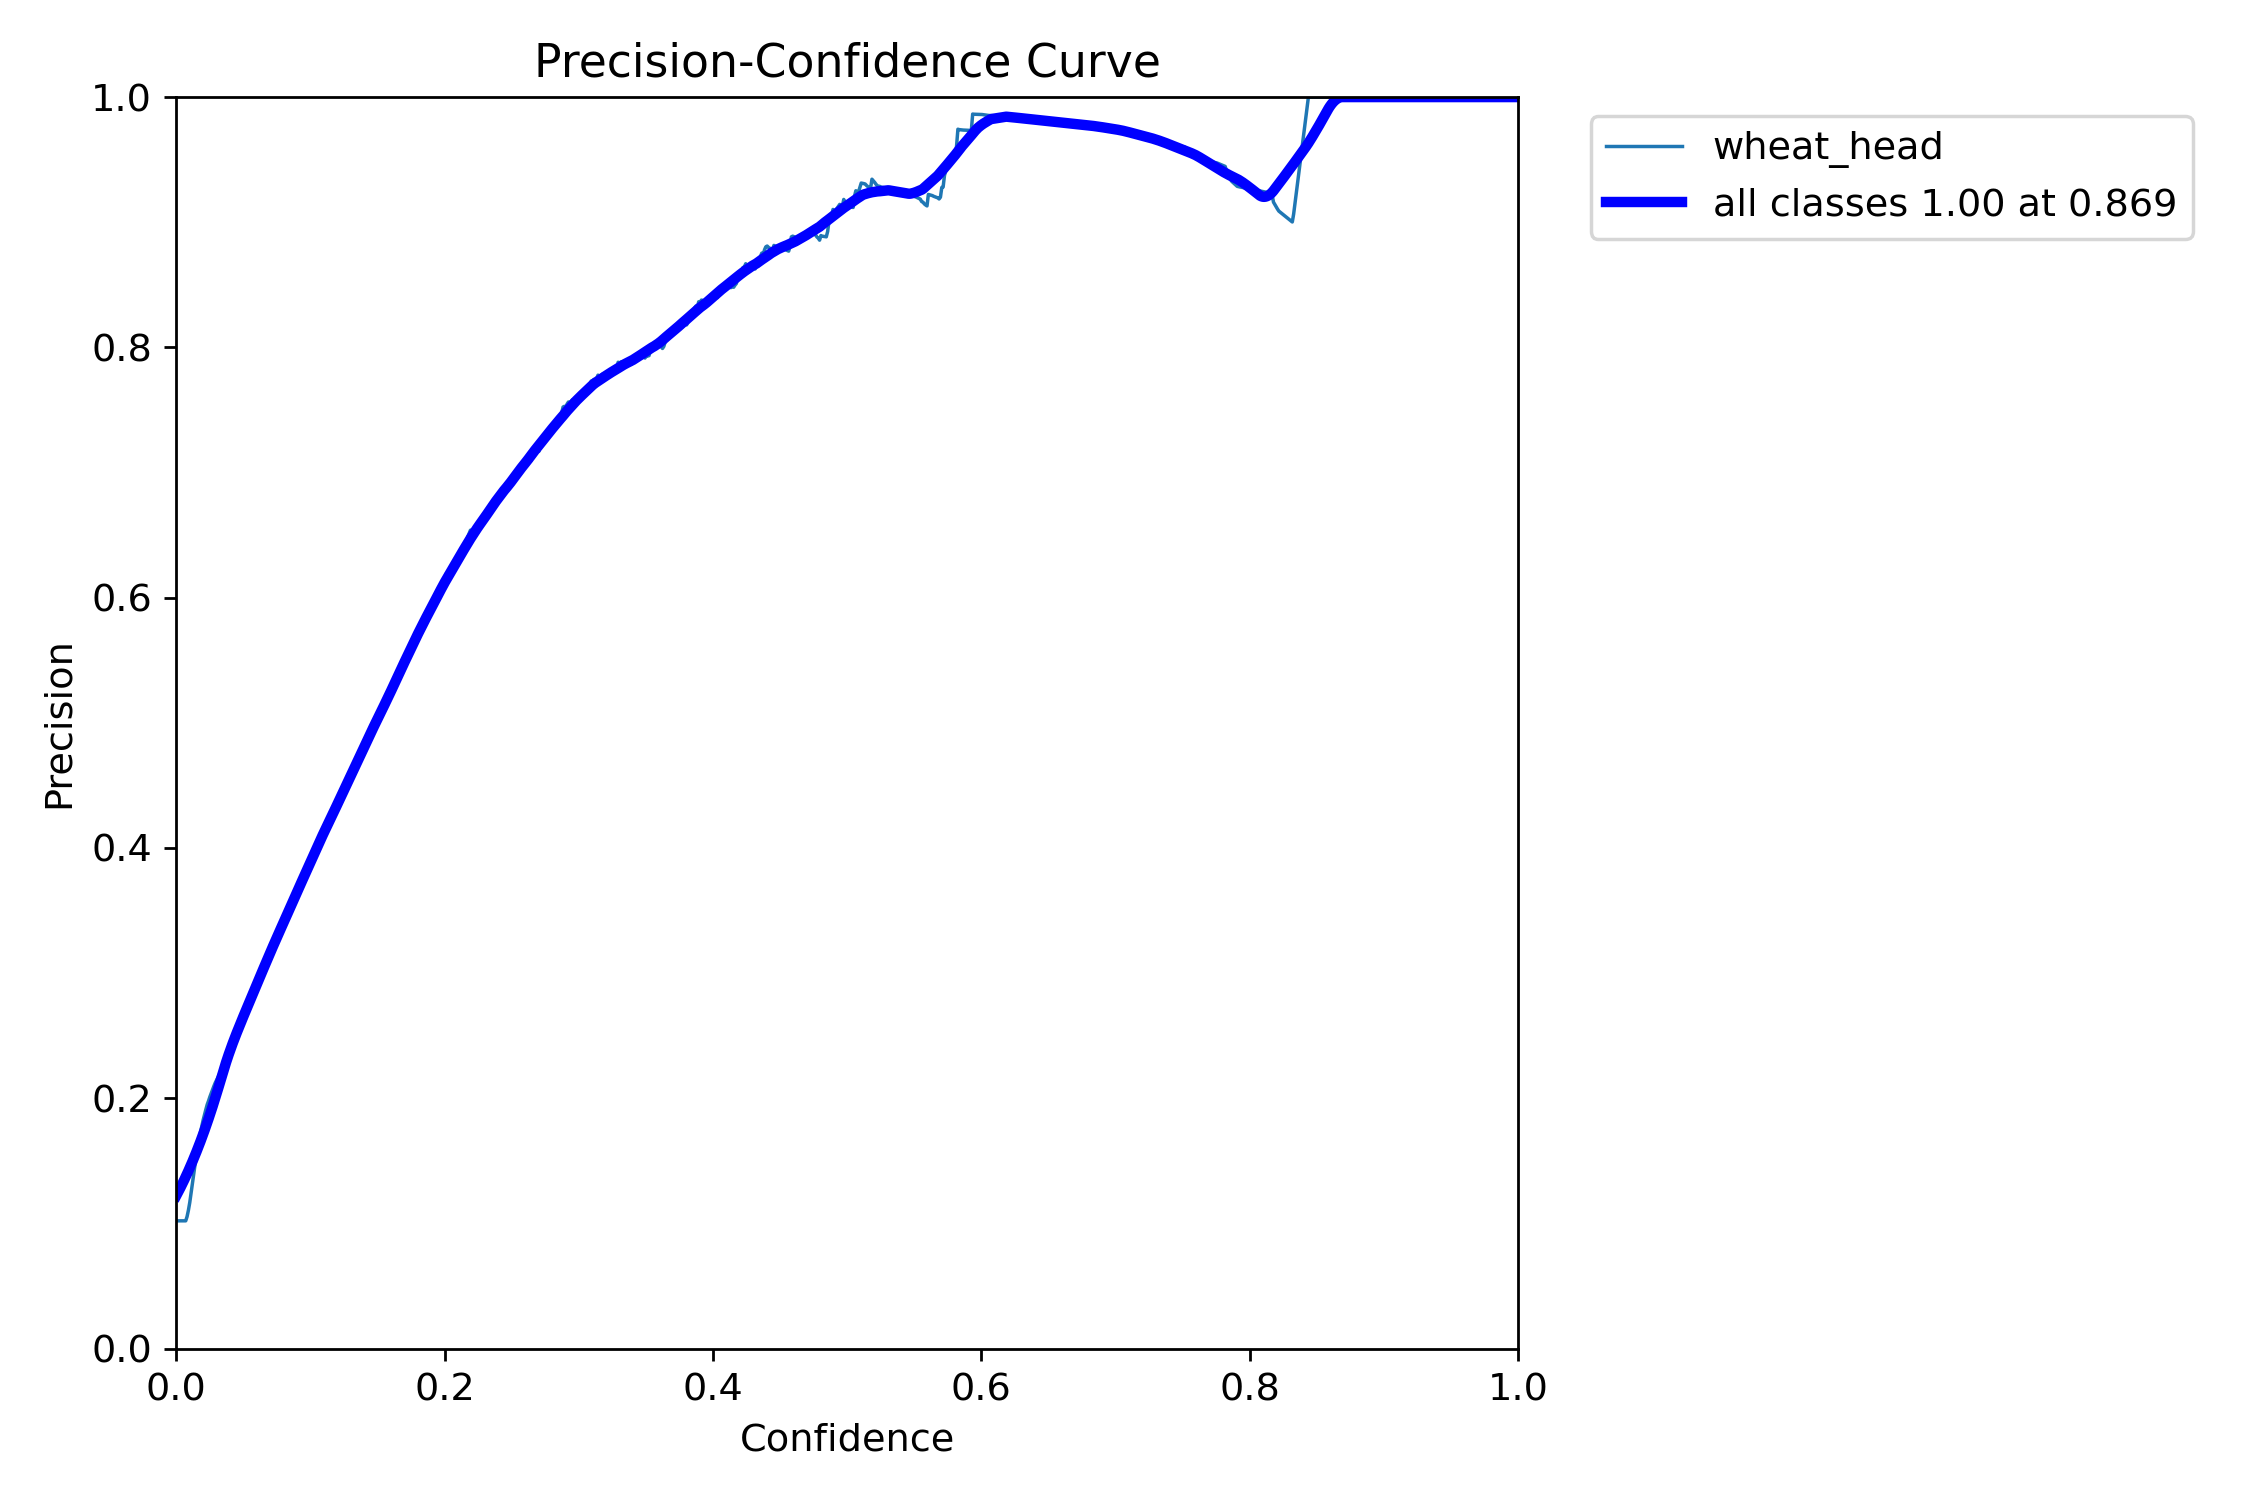 Precision-Confidence Curve
1.0
0.8
0.6
0.4
0.2
0.0
Precision
0.0 0.2 0.4 0.6 0.8 1.0
Confidence
wheat_head
all classes 1.00 at 0.869